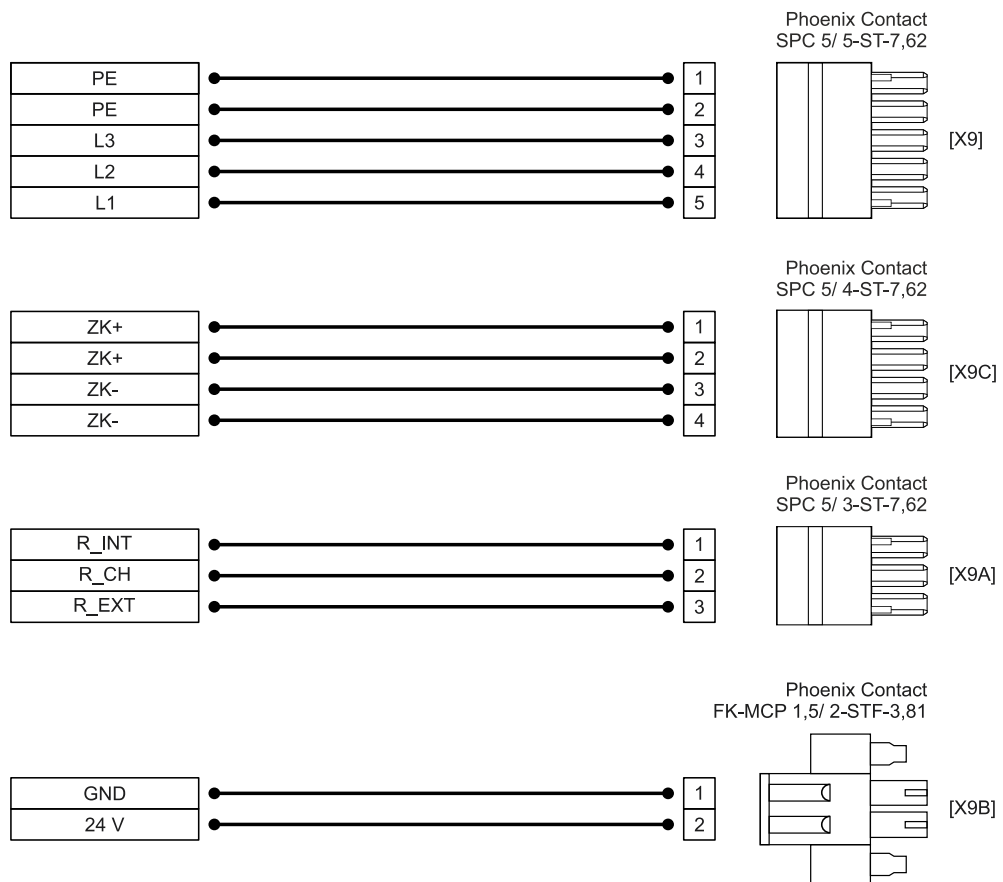 Phoenix Contact
SPC 5/ 5-ST-7,62
PE 1
PE 2
L3 3
L2 4
L1 5
[X9]
Phoenix Contact
SPC 5/ 4-ST-7,62
ZK+ 1
ZK+ 2
ZK- 3
ZK- 4
[X9C]
Phoenix Contact
SPC 5/ 3-ST-7,62
R_INT 1
R_CH 2
R_EXT 3
[X9A]
Phoenix Contact
FK-MCP 1,5/ 2-STF-3,81
GND 1
24 V 2
[X9B]